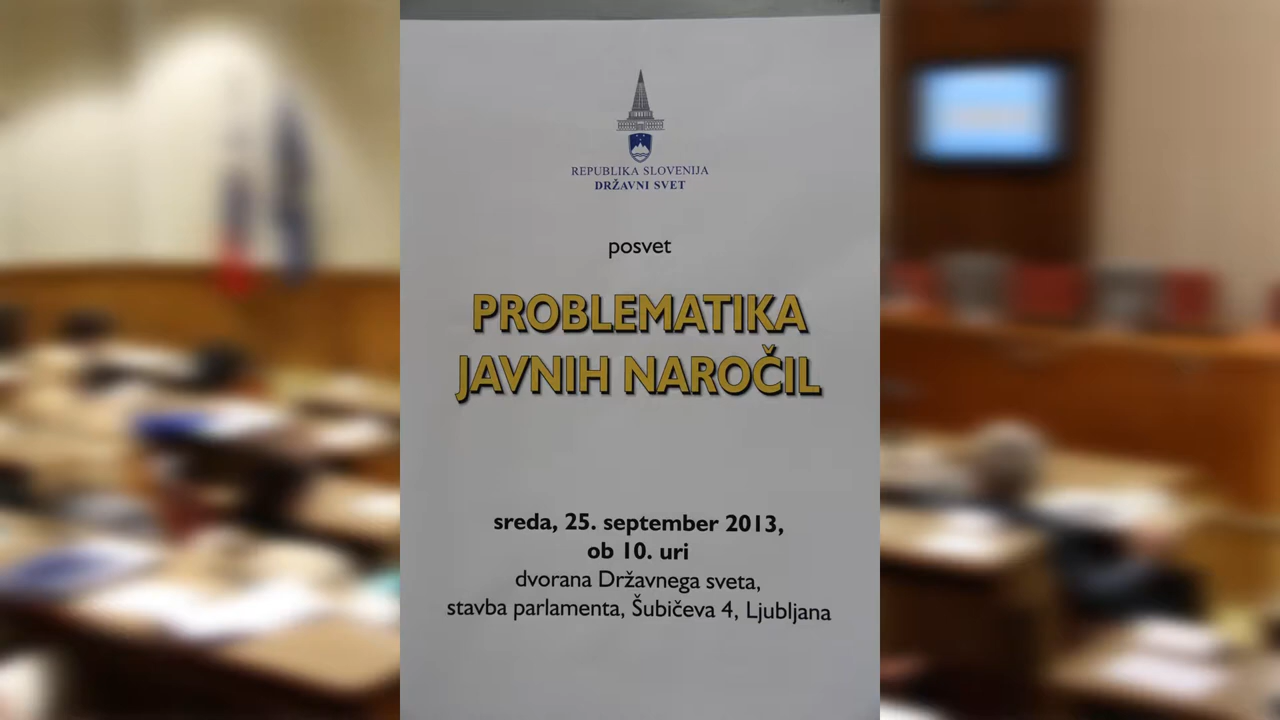 REPUBLIKA SLOVENIJA
DRŽAVNI SVET
posvet
PROBLEMATIKA
JAVNIH NAROČIL
sreda, 25. september 2013,
ob 10. uri
dvorana Državnega sveta,
stavba parlamenta, Šubičeva 4, Ljubljana